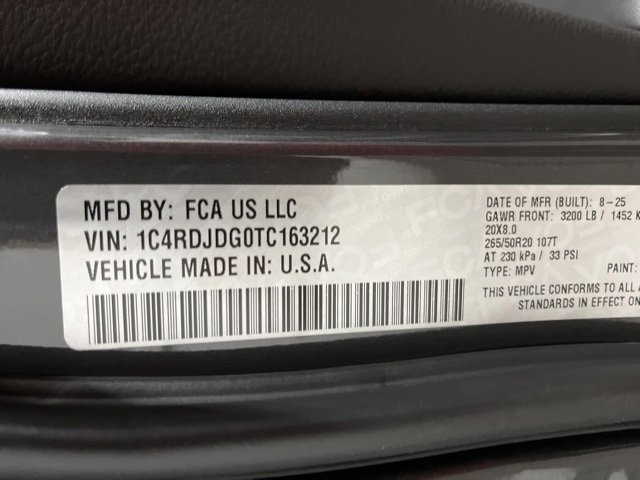 MFD BY: FCA US LLC
VIN: 1C4RDJDG0TC163212
VEHICLE MADE IN: U.S.A.
DATE OF MFR (BUILT): 8-25
GAWR FRONT: 3200 LB / 1452 K
20X8.0
265/50R20 107T
AT 230 kPa / 33 PSI
TYPE: MPV PAINT:
THIS VEHICLE CONFORMS TO ALL
STANDARDS IN EFFECT ON